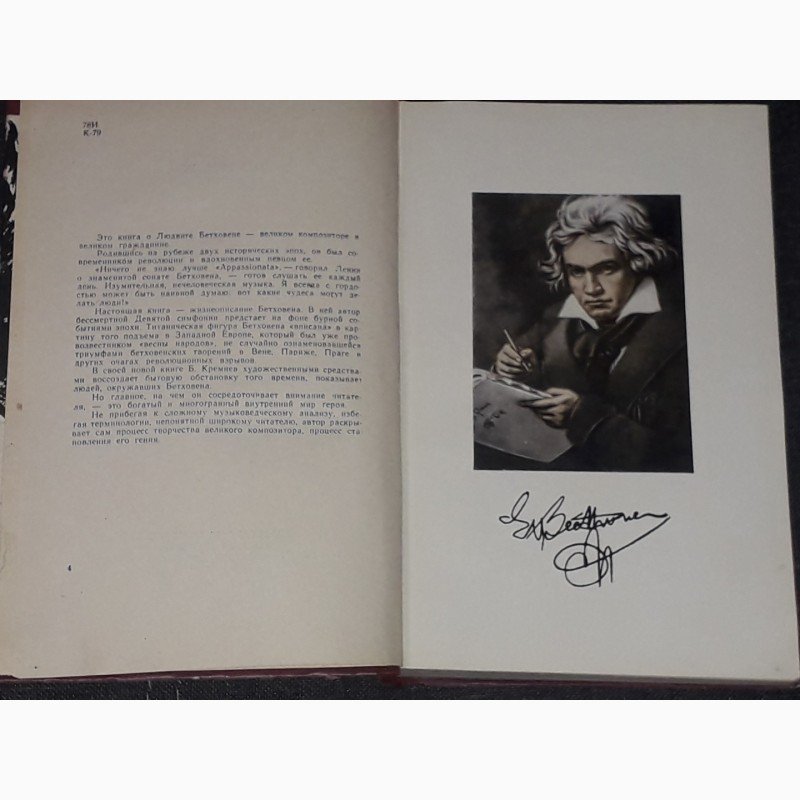 78И
К-79
Это книга о Людвиге Бетховене — великом композиторе и
великом гражданине.
Родившись на рубеже двух исторических эпох, он был со-
временником революции и вдохновенным певцом ее.
«Ничего не знаю лучше «Appassionata», — говорил Ленин
о знаменитой сонате Бетховена, — готов слушать ее каждый
день. Изумительная, нечеловеческая музыка. Я всегда с гор-
достью может быть наивной думаю: вот какие чудеса могут де-
лать люди!»
Настоящая книга — жизнеописание Бетховена. В ней автор
бессмертной Девятой симфонии предстает на фоне бурной со-
бытиями эпохи. Титаническая фигура Бетховена «вписана» в кар-
тину того подъема в Западной Европе, который был уже про-
возвестником «весны народов», не случайно ознаменовавшейся
триумфами бетховенских творений в Вене, Париже, Праге и
других очагах революционных взрывов.
В своей новой книге Б. Кремнев художественными средства-
ми воссоздает бытовую обстановку того времени, показывает
людей, окружавших Бетховена.
Но главное, на чем он сосредоточивает внимание читате-
ля, — это богатый и многогранный внутренний мир героя.
Не прибегая к сложному музыковедческому анализу, избе-
гая терминологии, непонятной широкому читателю, автор раскры-
вает сам процесс творчества великого композитора, процесс ста-
новления его гения.
4
Beethoven